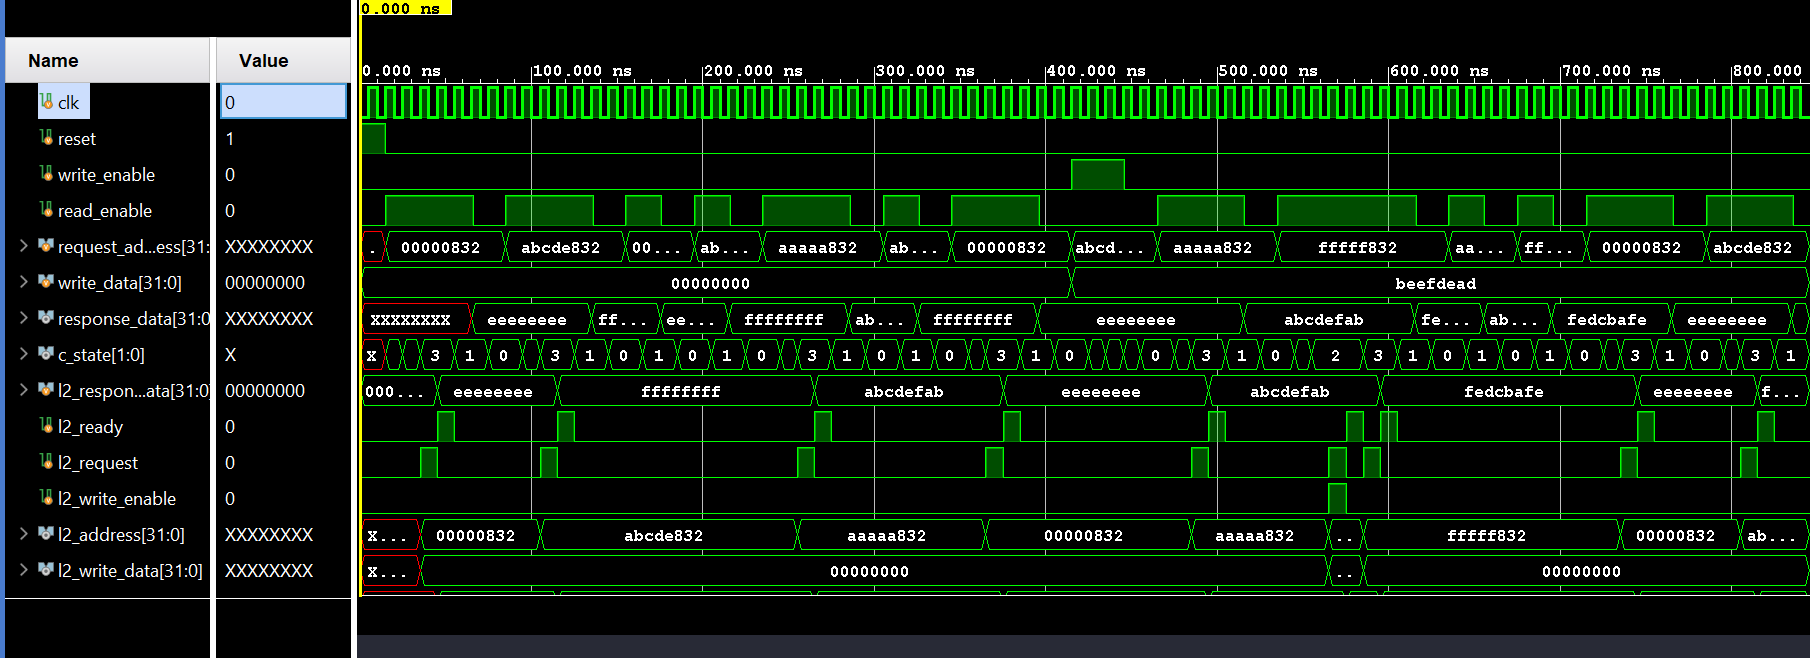 0.000 ns
Name Value
0.000 ns 100.000 ns 200.000 ns 300.000 ns 400.000 ns 500.000 ns 600.000 ns 700.000 ns 800.000
clk 0
reset 1
write_enable 0
read_enable 0
request_ad...ess[31: XXXXXXXX . 00000832 abcde832 00... ab... aaaaa832 ab... 00000832 abcd... aaaaa832 fffff832 aa... ff... 00000832 abcde832
write_data[31:0] 00000000 00000000 beefdead
response_data[31:0 XXXXXXXX XXXXXXXX eeeeeeee ff... ee... ffffffff ab... ffffffff eeeeeeee abcdefab fe... ab... fedcbafe eeeeeeee
c_state[1:0] X X 3 1 0 3 1 0 1 0 1 0 3 1 0 1 0 3 1 0 0 3 1 0 2 3 1 0 1 0 1 0 3 1 0 3 1
l2_respon...ata[31:0] 00000000 000... eeeeeeee ffffffff abcdefab eeeeeeee abcdefab fedcbafe eeeeeeee f...
l2_ready 0
l2_request 0
l2_write_enable 0
l2_address[31:0] XXXXXXXX X... 00000832 abcde832 aaaaa832 00000832 aaaaa832 .. fffff832 00000832 ab...
l2_write_data[31:0] XXXXXXXX X... 00000000 .. 00000000